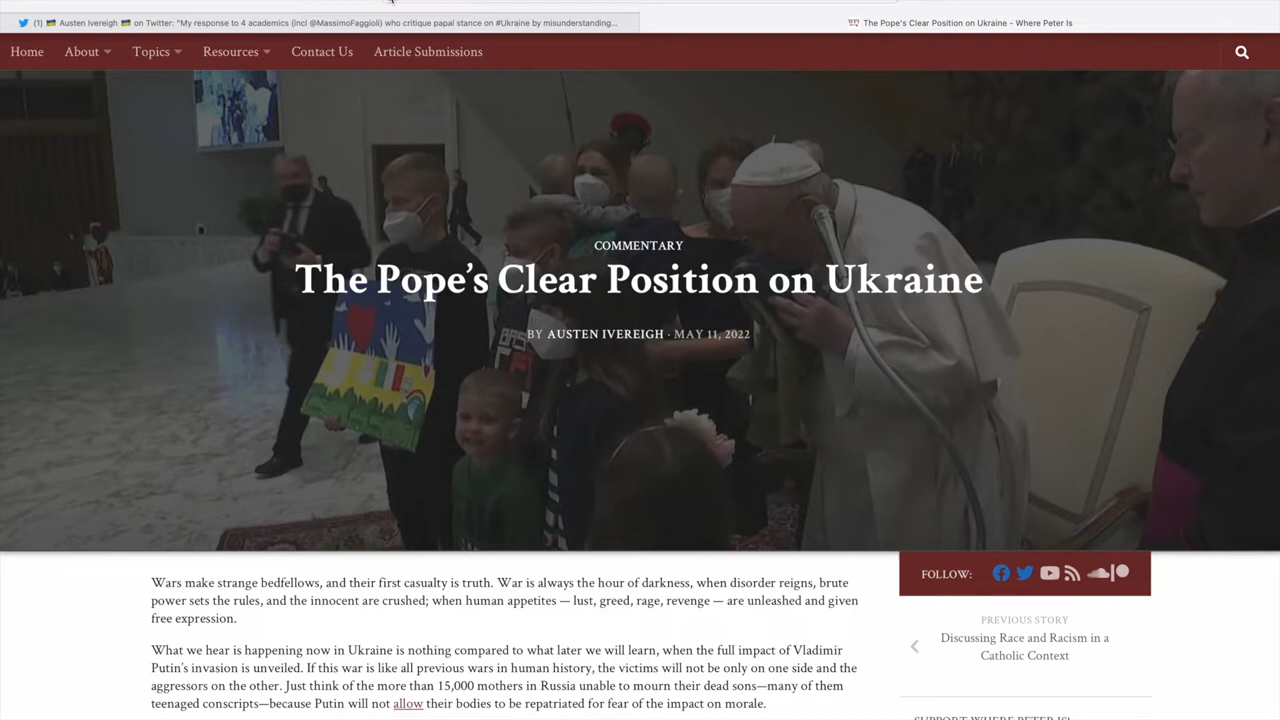 (1) 🇺🇦 Austen Ivereigh 🇺🇦 on Twitter: "My response to 4 academics (incl @MassimoFaggioli) who critique papal stance on #Ukraine by misunderstanding...
The Pope's Clear Position on Ukraine - Where Peter Is
Home About Topics Resources Contact Us Article Submissions
COMMENTARY
The Pope's Clear Position on Ukraine
BY AUSTEN IVEREIGH · MAY 11, 2022
Wars make strange bedfellows, and their first casualty is truth. War is always the hour of darkness, when disorder reigns, brute
power sets the rules, and the innocent are crushed; when human appetites — lust, greed, rage, revenge — are unleashed and given
free expression.
What we hear is happening now in Ukraine is nothing compared to what later we will learn, when the full impact of Vladimir
Putin's invasion is unveiled. If this war is like all previous wars in human history, the victims will not be only on one side and the
aggressors on the other. Just think of the more than 15,000 mothers in Russia unable to mourn their dead sons—many of them
teenaged conscripts—because Putin will not allow their bodies to be repatriated for fear of the impact on morale.
FOLLOW:
PREVIOUS STORY
Discussing Race and Racism in a
Catholic Context
SUPPORT WHERE PETER IS!